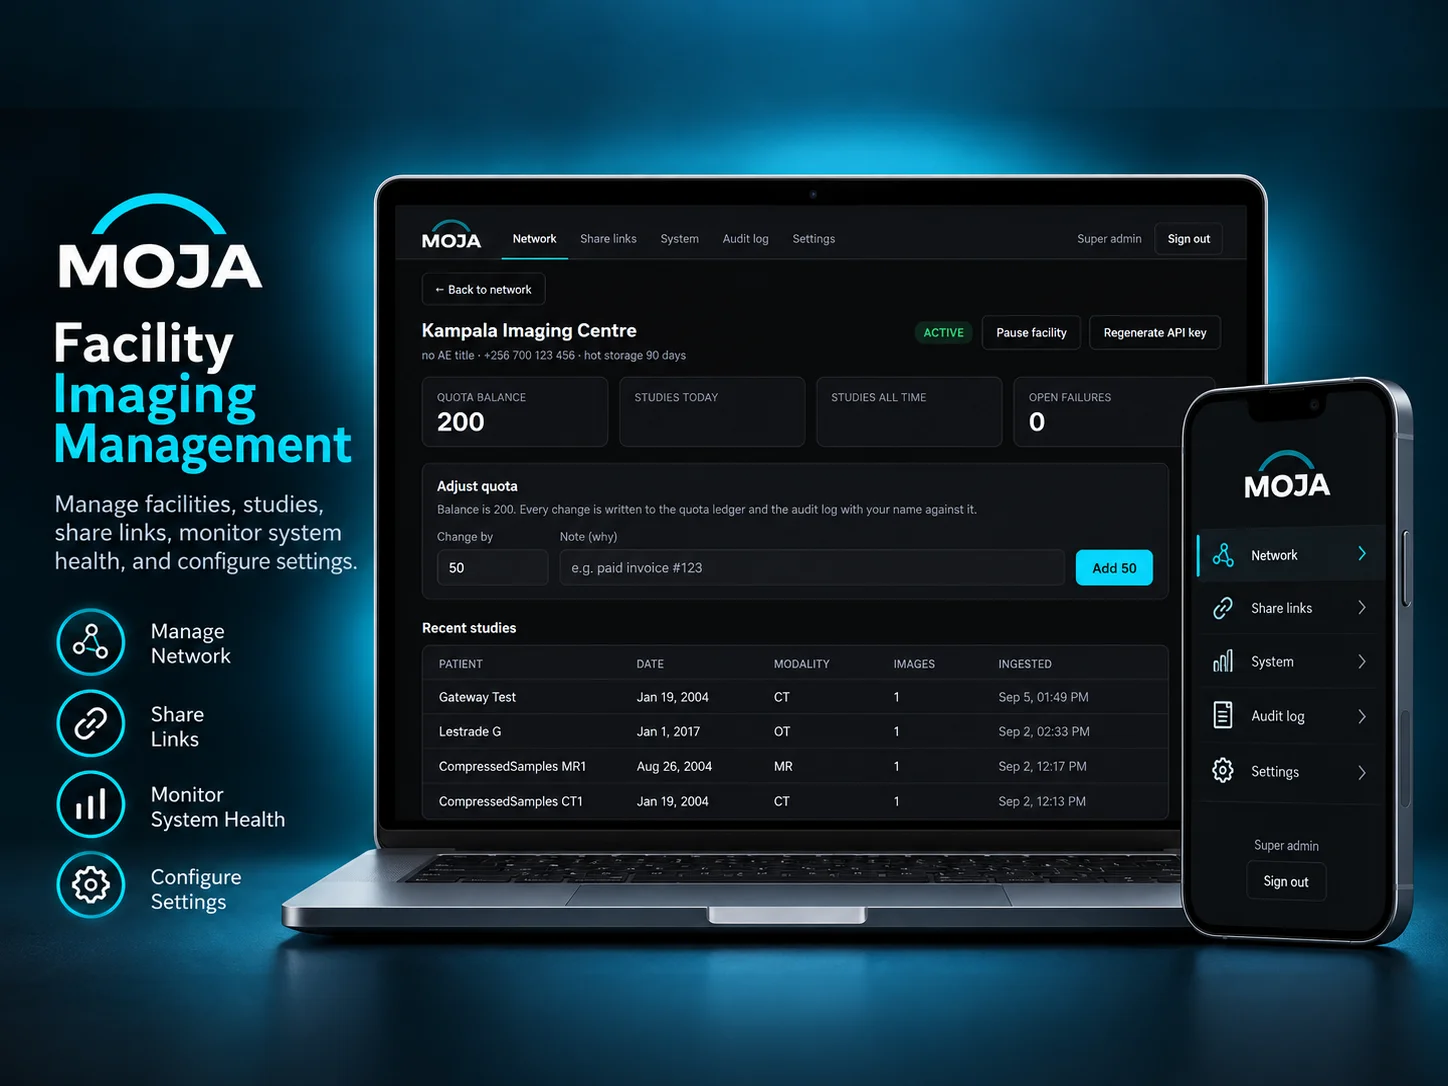 MOJA
Facility
Imaging
Management
Manage facilities, studies,
share links, monitor system
health, and configure settings.
Manage
Network
Share
Links
Monitor
System Health
Configure
Settings
MOJA Network Share links System Audit log Settings Super admin Sign out
← Back to network
Kampala Imaging Centre ACTIVE Pause facility Regenerate API key
no AE title · +256 700 123 456 · hot storage 90 days
QUOTA BALANCE STUDIES TODAY STUDIES ALL TIME OPEN FAILURES
200 0
Adjust quota
Balance is 200. Every change is written to the quota ledger and the audit log with your name against it.
Change by Note (why)
50 e.g. paid invoice #123 Add 50
Recent studies
PATIENT DATE MODALITY IMAGES INGESTED
Gateway Test Jan 19, 2004 CT 1 Sep 5, 01:49 PM
Lestrade G Jan 1, 2017 OT 1 Sep 2, 02:33 PM
CompressedSamples MR1 Aug 26, 2004 MR 1 Sep 2, 12:17 PM
CompressedSamples CT1 Jan 19, 2004 CT 1 Sep 2, 12:13 PM
MOJA
Network
Share links
System
Audit log
Settings
Super admin
Sign out